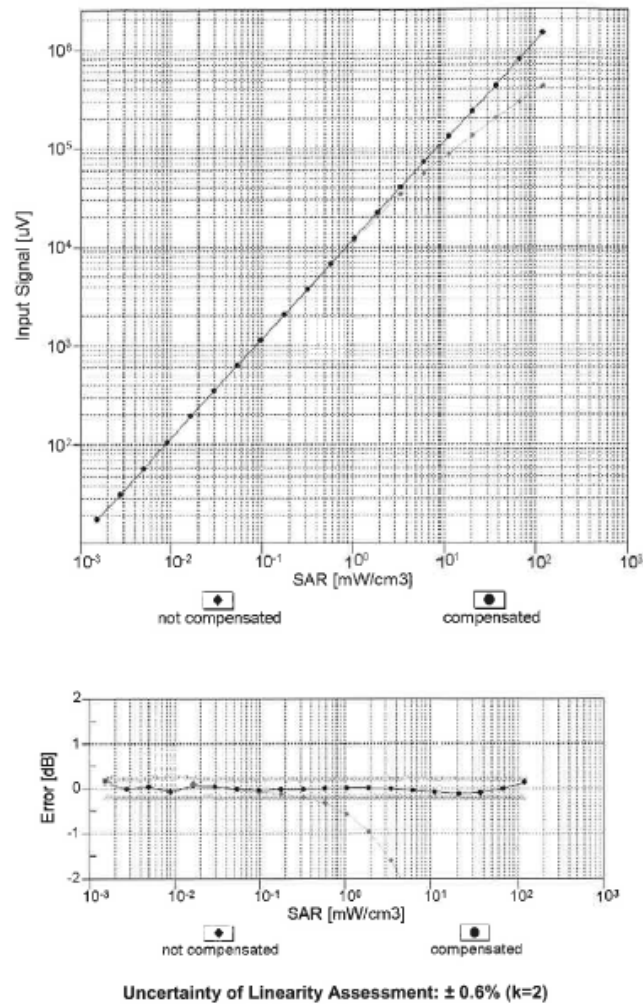 Input Signal [uV]
10⁶
10⁵
10⁴
10³
10²
10⁻³ 10⁻² 10⁻¹ 10⁰ 10¹ 10² 10³
SAR [mW/cm3]
not compensated compensated
Error [dB]
2
1
0
-1
-2
10⁻³ 10⁻² 10⁻¹ 10⁰ 10¹ 10² 10³
SAR [mW/cm3]
not compensated compensated
Uncertainty of Linearity Assessment: ± 0.6% (k=2)